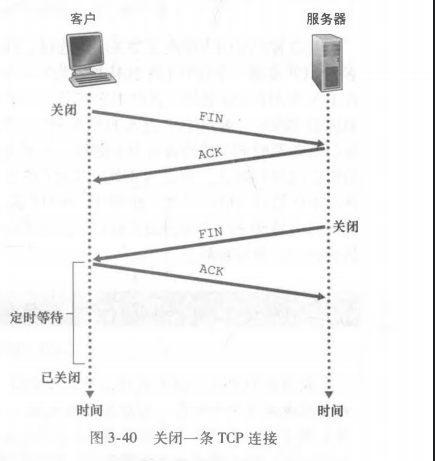 客户 服务器
关闭
FIN
ACK
关闭
FIN
ACK
定时等待
已关闭
时间 时间
图 3-40 关闭一条 TCP 连接